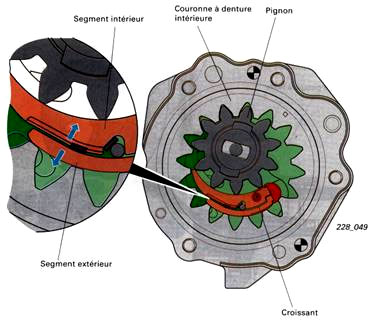 Segment intérieur
Couronne à denture
intérieure
Pignon
Segment extérieur
228_049
Croissant